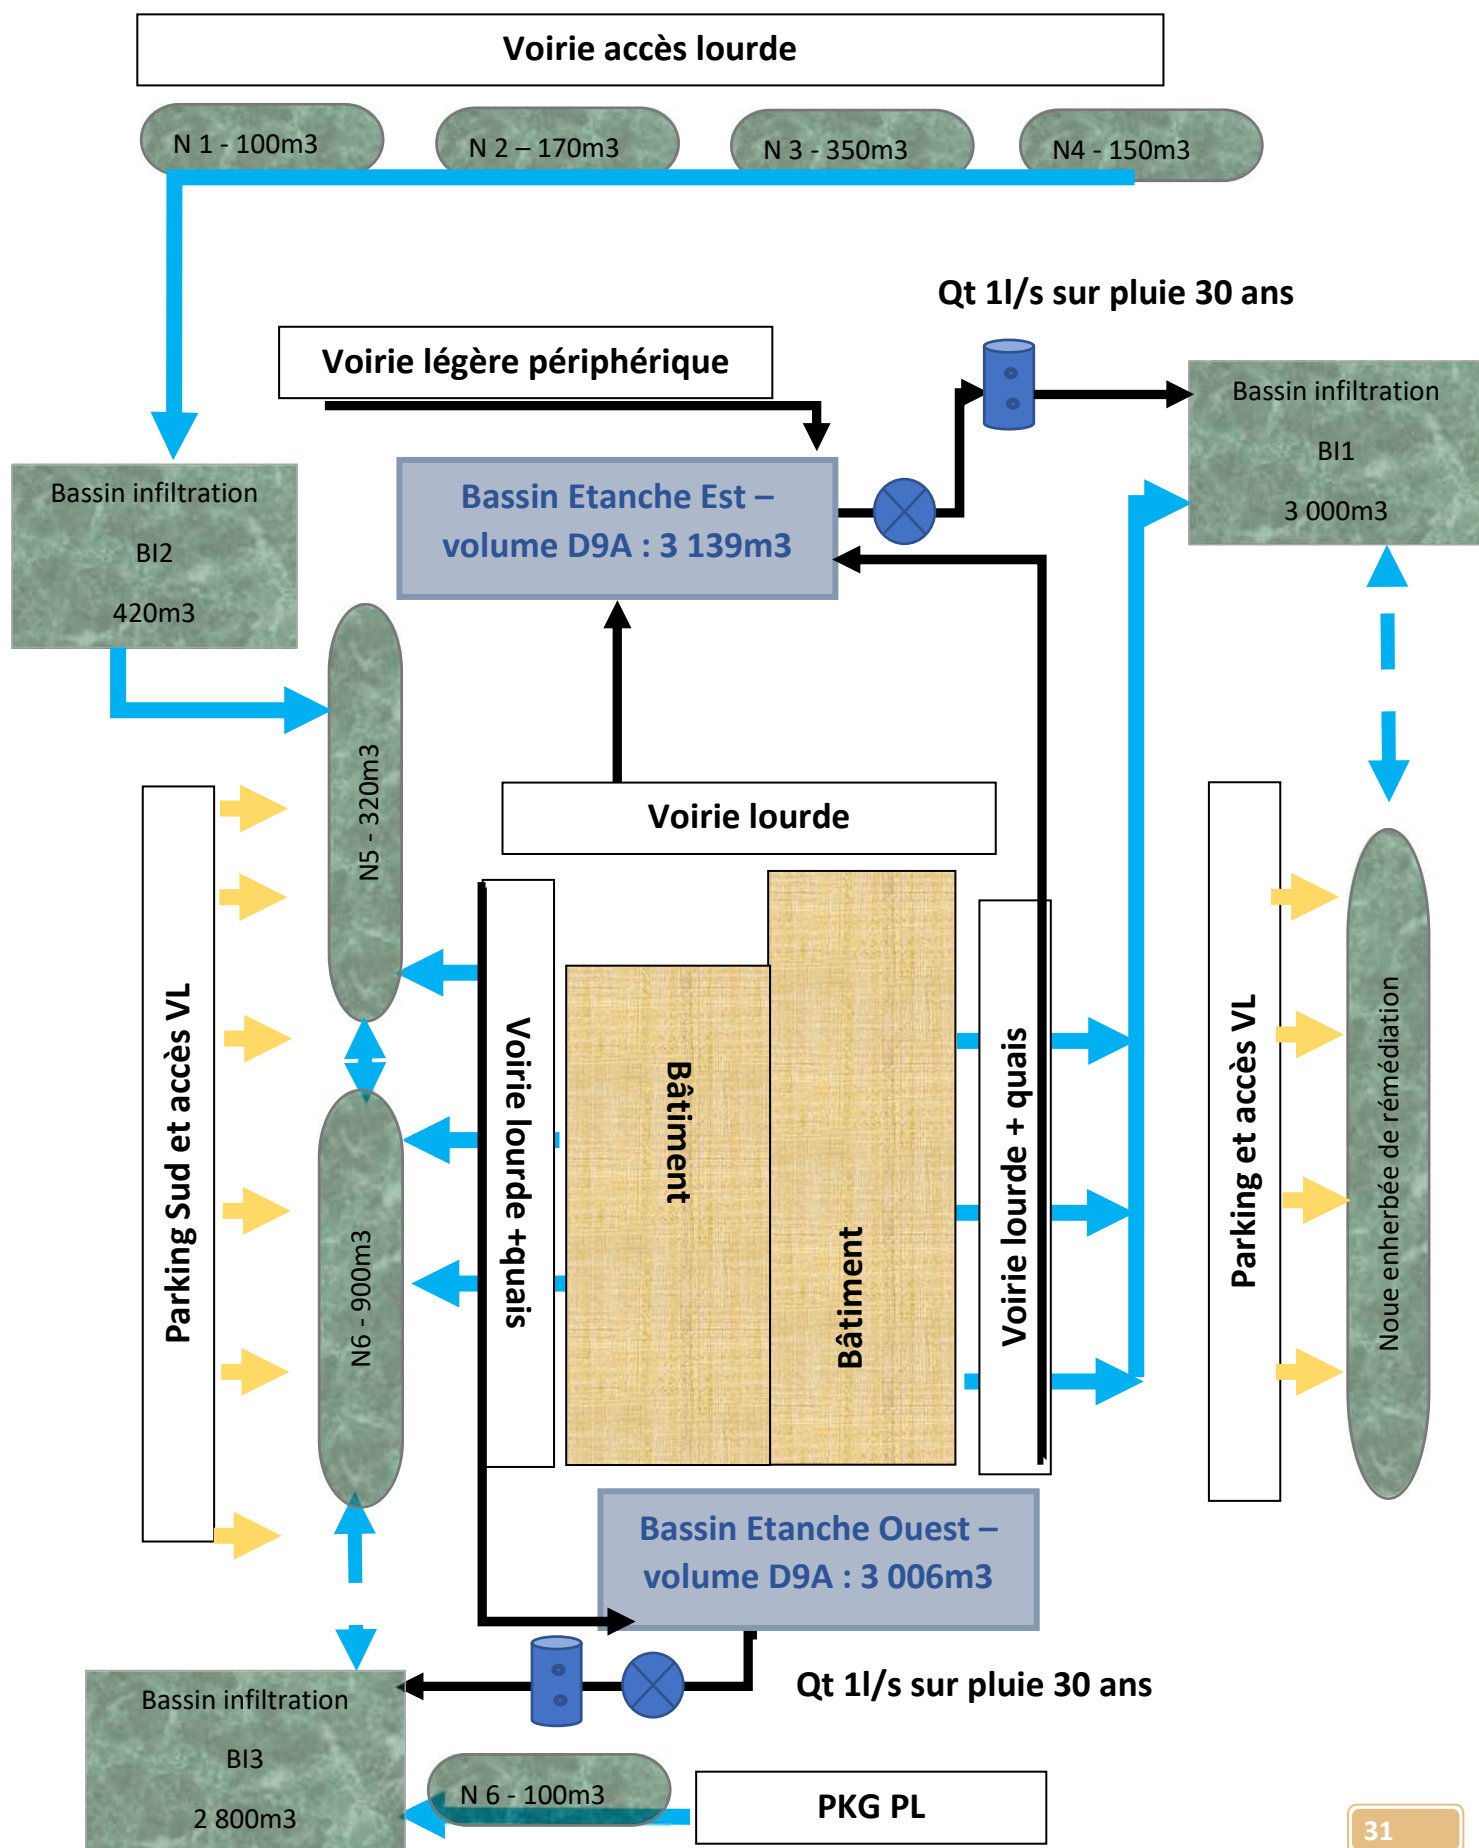 Voirie accès lourde
N 1 - 100m3
N 2 – 170m3
N 3 - 350m3
N4 - 150m3
Qt 1l/s sur pluie 30 ans
Voirie légère périphérique
Bassin infiltration
BI1
3 000m3
Bassin Etanche Est –
volume D9A : 3 139m3
Bassin infiltration
BI2
420m3
N5 - 320m3
Voirie lourde
Parking Sud et accès VL
Voirie lourde +quais
Bâtiment
Bâtiment
Voirie lourde + quais
Parking et accès VL
Noue enherbée de rémédiation
N6 - 900m3
Bassin Etanche Ouest –
volume D9A : 3 006m3
Qt 1l/s sur pluie 30 ans
Bassin infiltration
BI3
2 800m3
N 6 - 100m3
PKG PL
31